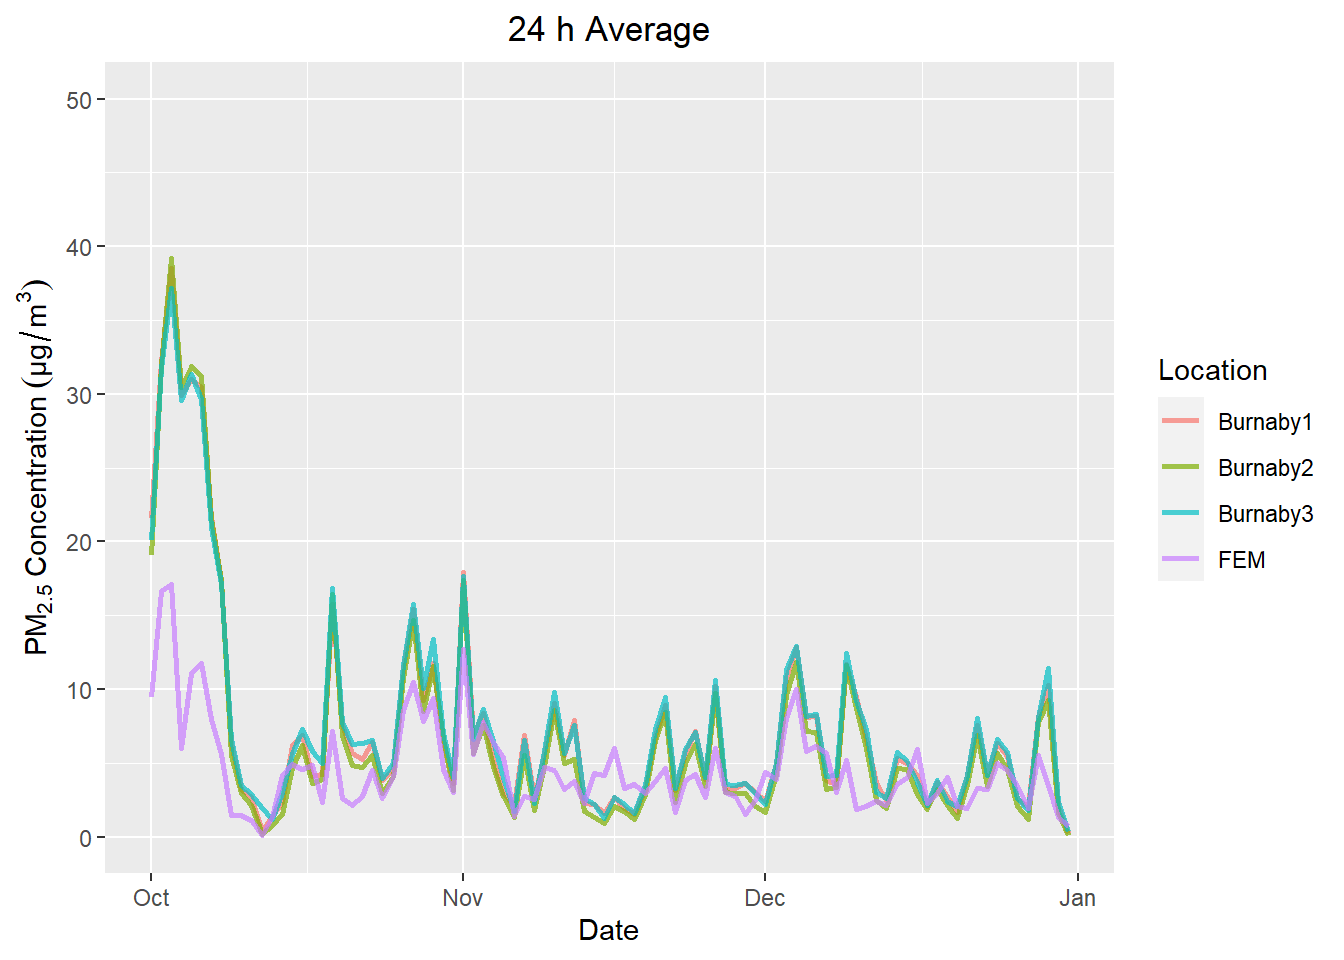 24 h Average
PM2.5 Concentration (µg/m³)
50
40
30
20
10
0
Oct
Nov
Dec
Jan
Date
Location
Burnaby1
Burnaby2
Burnaby3
FEM